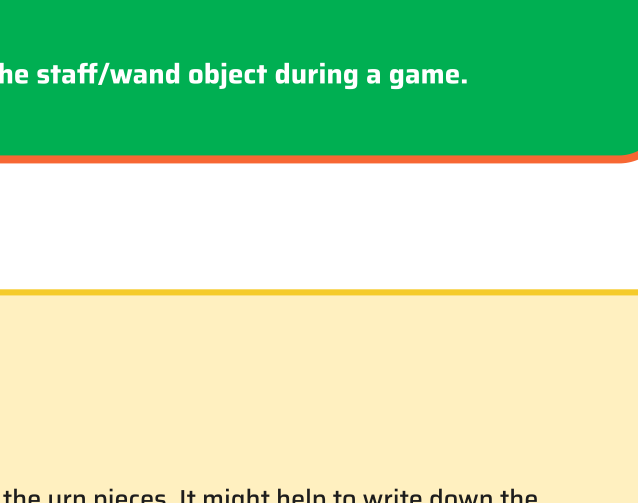 he staff/wand object during a game.
the urn pieces. It might help to write down the